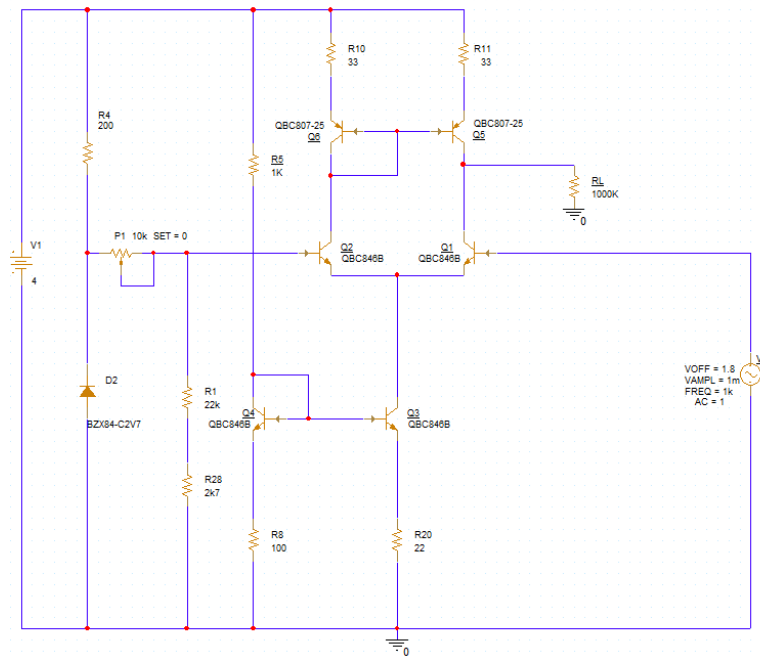 R10
33
R11
33
R4
200
QBC807-25
Q6
QBC807-25
Q5
R5
1K
RL
1000K
0
P1 10k SET = 0
V1
4
Q2
QBC846B
Q1
QBC846B
D2
BZX84-C2V7
R1
22k
Q4
QBC846B
Q3
QBC846B
VOFF = 1.8
VAMPL = 1m
FREQ = 1k
AC = 1
R28
2k7
R8
100
R20
22
0